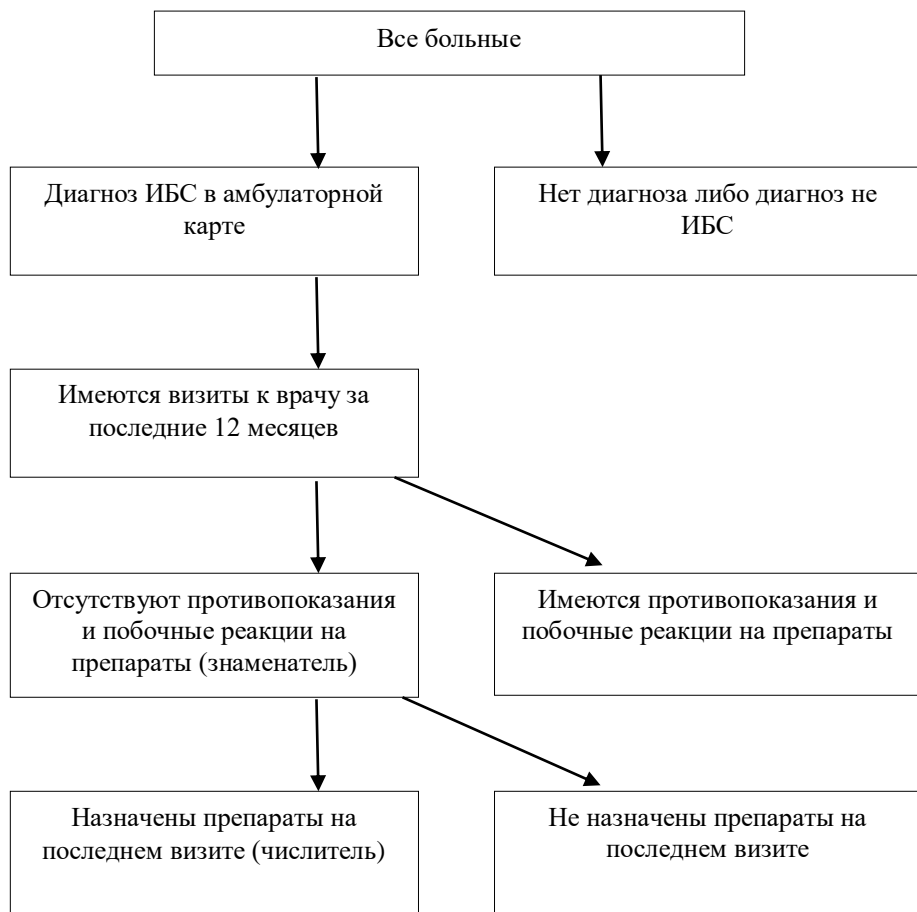 Все больные
Диагноз ИБС в амбулаторной
карте
Нет диагноза либо диагноз не
ИБС
Имеются визиты к врачу за
последние 12 месяцев
Отсутствуют противопоказания
и побочные реакции на
препараты (знаменатель)
Имеются противопоказания и
побочные реакции на препараты
Назначены препараты на
последнем визите (числитель)
Не назначены препараты на
последнем визите